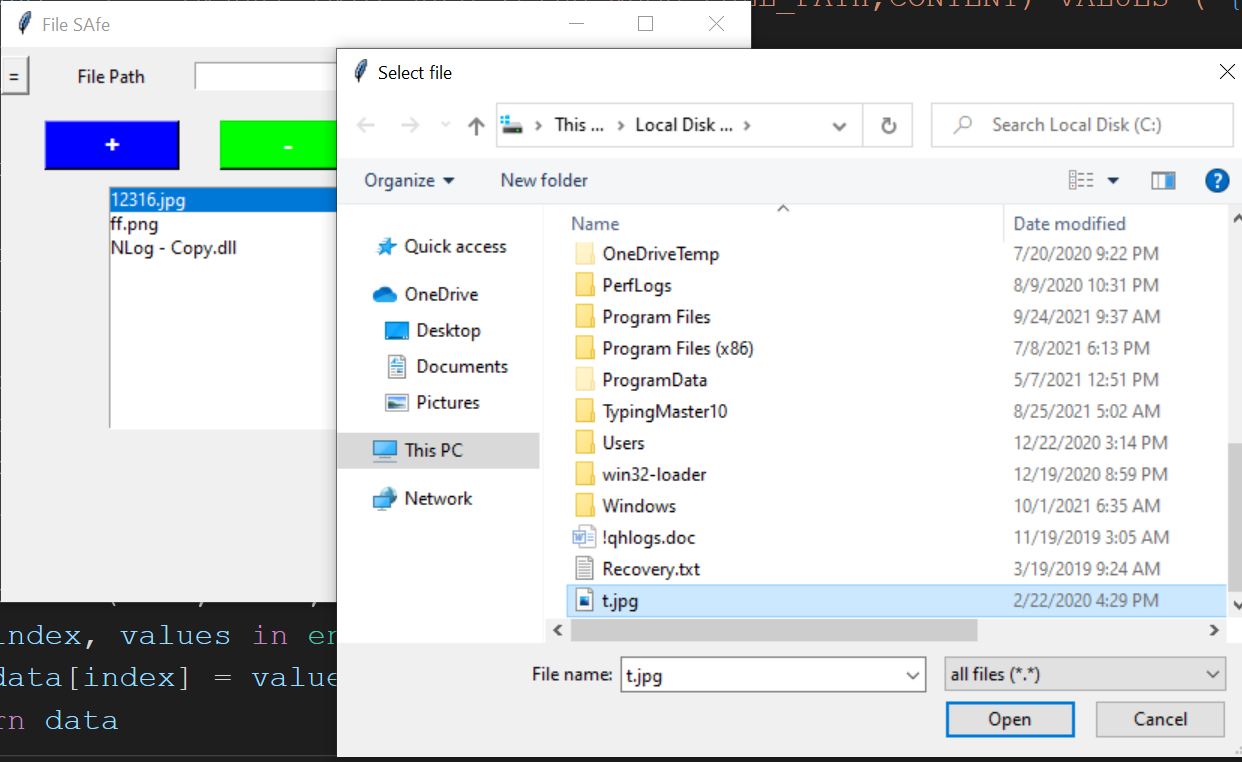 _PATH,CONTENT) VALUES ( {
File SAfe
Select file
=
File Path
This ... › Local Disk ... ›
Search Local Disk (C:)
+
-
Organize
New folder
?
12316.jpg
ff.png
NLog - Copy.dll
Quick access
OneDrive
Desktop
Documents
Pictures
This PC
Network
Name Date modified
OneDriveTemp 7/20/2020 9:22 PM
PerfLogs 8/9/2020 10:31 PM
Program Files 9/24/2021 9:37 AM
Program Files (x86) 7/8/2021 6:13 PM
ProgramData 5/7/2021 12:51 PM
TypingMaster10 8/25/2021 5:02 AM
Users 12/22/2020 3:14 PM
win32-loader 12/19/2020 8:59 PM
Windows 10/1/2021 6:35 AM
!qhlogs.doc 11/19/2019 3:05 AM
Recovery.txt 3/19/2019 9:24 AM
t.jpg 2/22/2020 4:29 PM
index, values in en
data[index] = value
rn data
File name: t.jpg
all files (*.*)
Open
Cancel